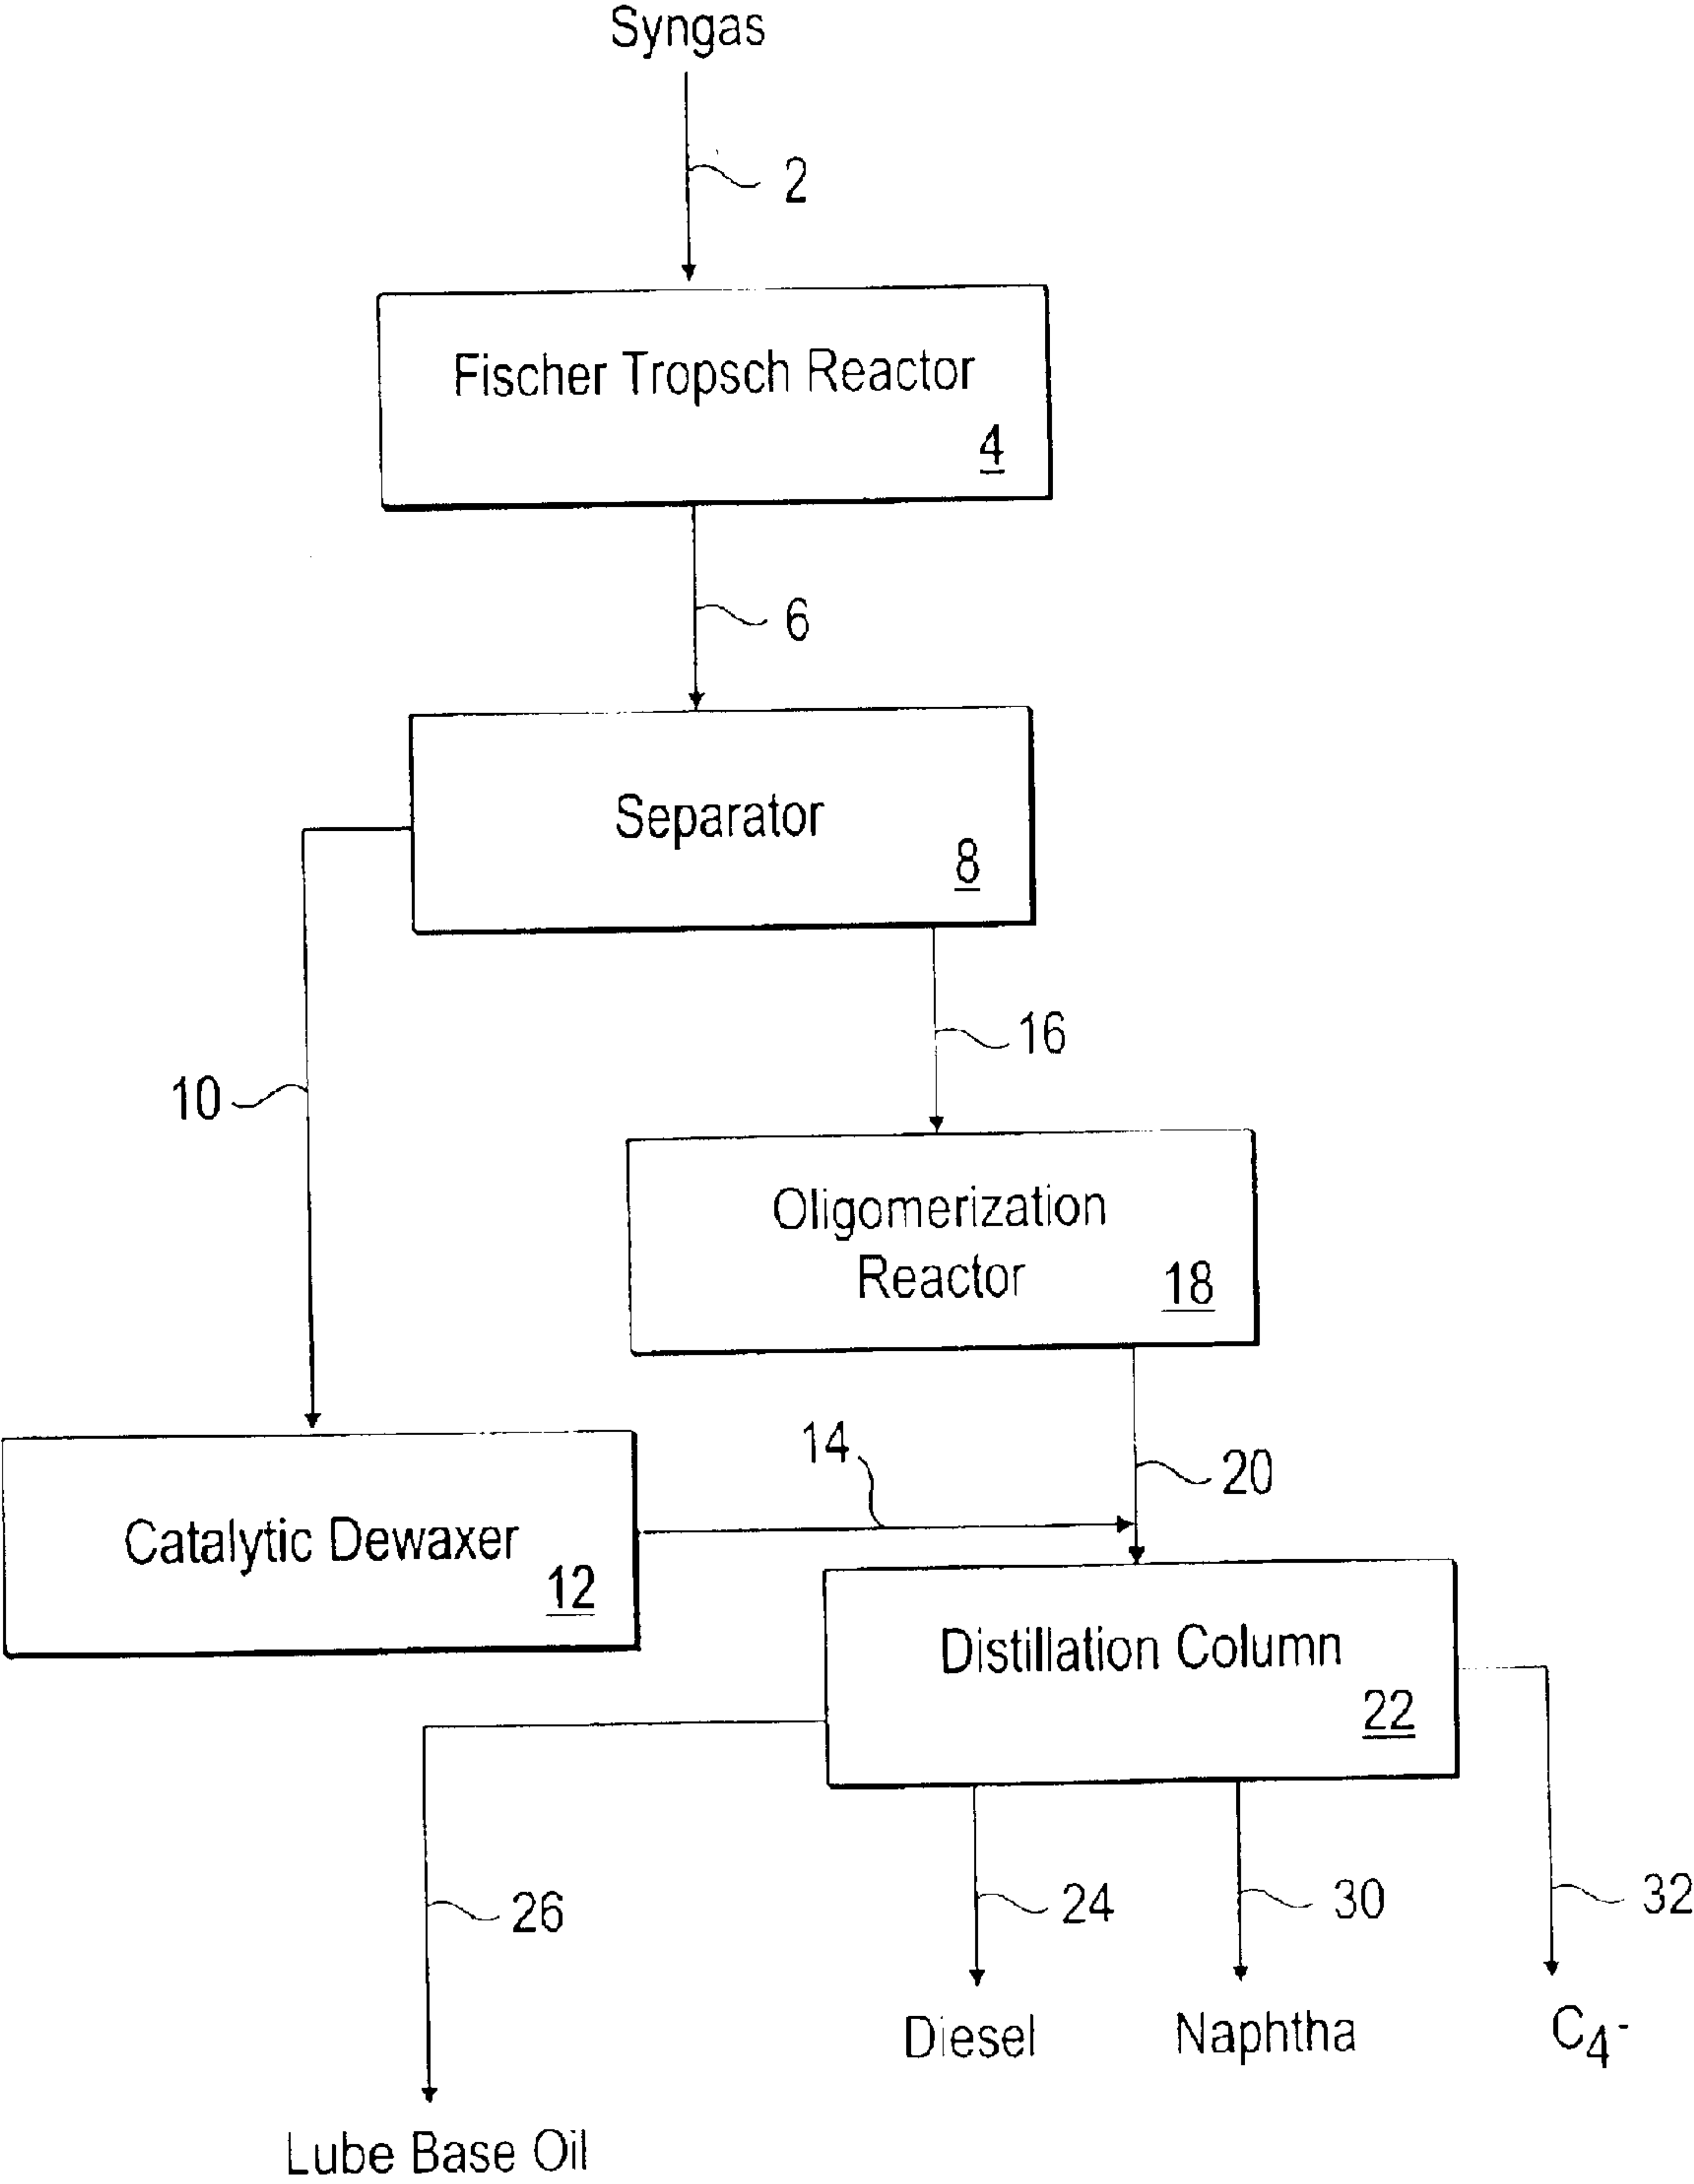 Syngas
2
Fischer Tropsch Reactor
4
6
Separator
8
16
10
Oligomerization
Reactor
18
14
20
Catalytic Dewaxer
12
Distillation Column
22
26
24
30
32
Diesel
Naphtha
C4-
Lube Base Oil